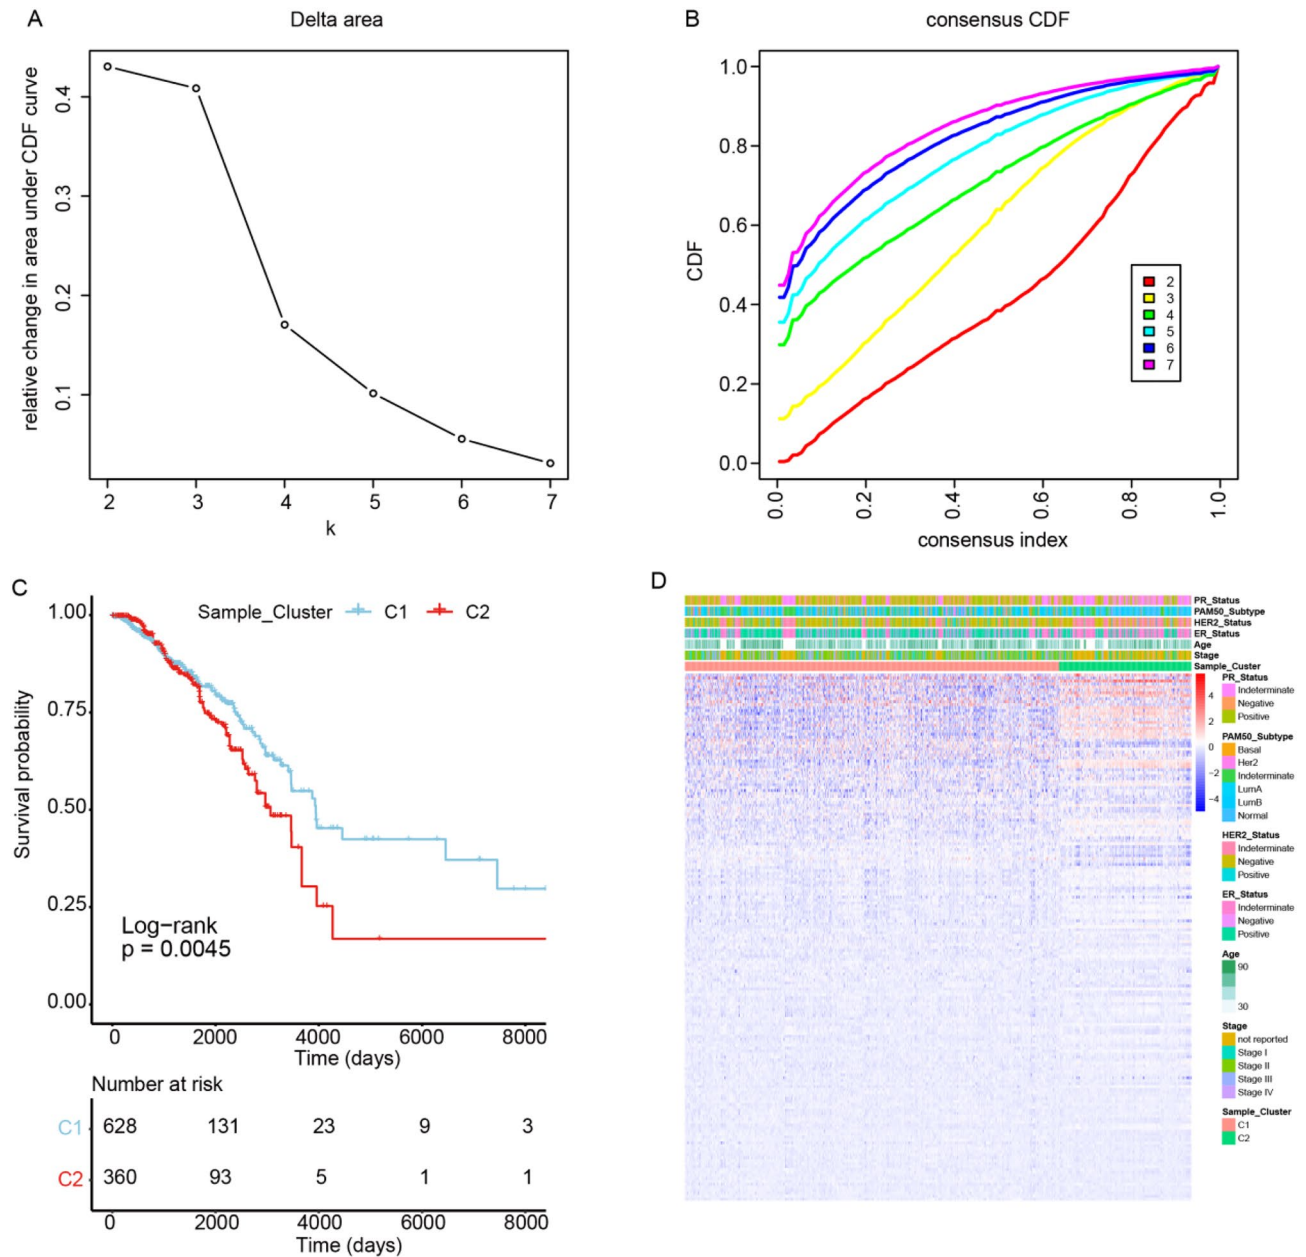 A
Delta area
relative change in area under CDF curve
0.4
0.3
0.2
0.1
2 3 4 5 6 7
k
B
consensus CDF
CDF
1.0
0.8
0.6
0.4
0.2
0.0
2
3
4
5
6
7
0.0 0.2 0.4 0.6 0.8 1.0
consensus index
C
Sample_Cluster C1 C2
Survival probability
1.00
0.75
0.50
0.25
0.00
Log-rank
p = 0.0045
0 2000 4000 6000 8000
Time (days)
Number at risk
C1 628 131 23 9 3
C2 360 93 5 1 1
0 2000 4000 6000 8000
Time (days)
D
PR_Status
PAM50_Subtype
HER2_Status
ER_Status
Age
Stage
Sample_Custer
4
2
0
−2
−4
PR_Status
Indeterminate
Negative
Positive
PAM50_Subtype
Basal
Her2
Indeterminate
LumA
LumB
Normal
HER2_Status
Indeterminate
Negative
Positive
ER_Status
Indeterminate
Negative
Positive
Age
90
30
Stage
not reported
Stage I
Stage II
Stage III
Stage IV
Sample_Cluster
C1
C2